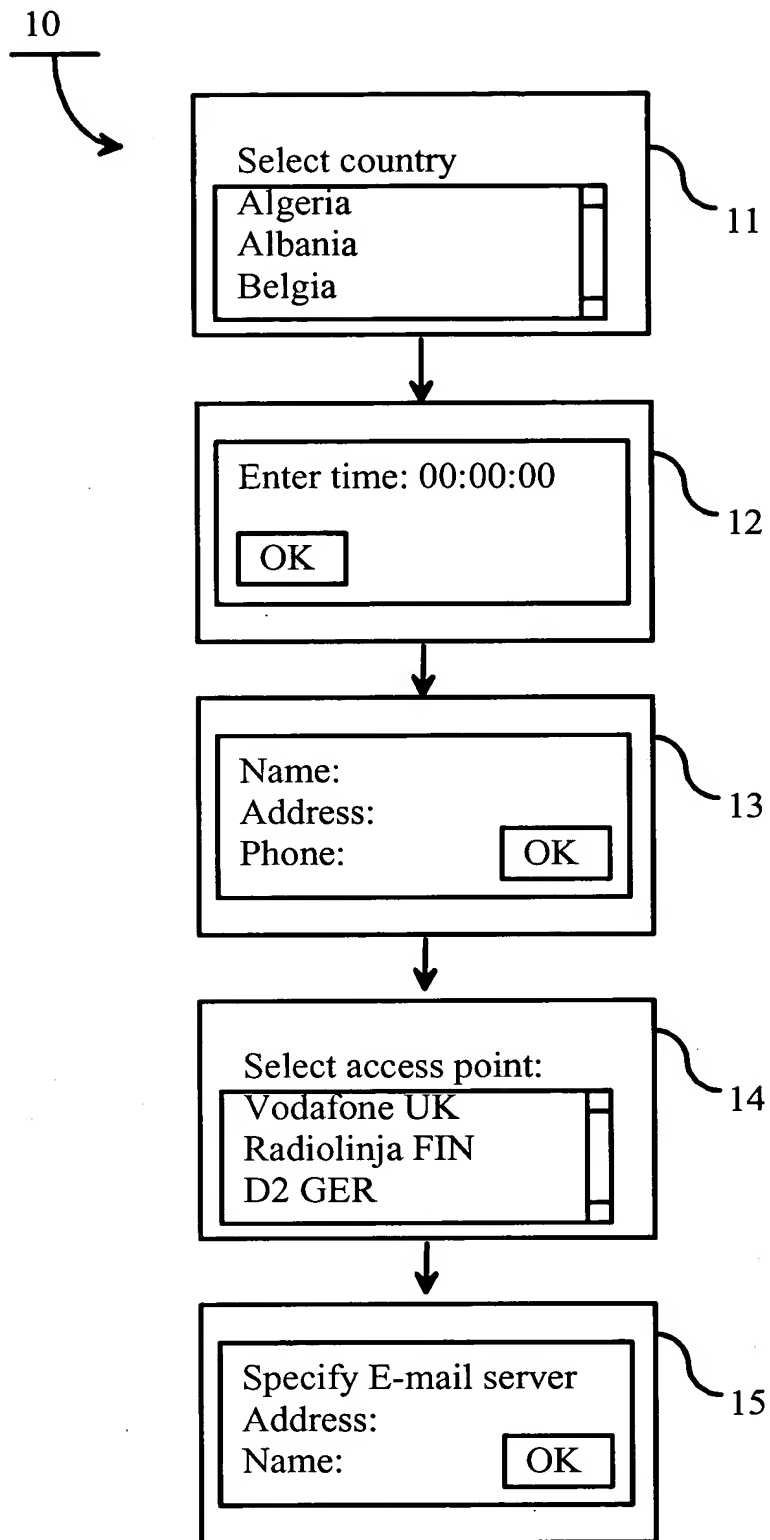 10
Select country
Algeria
Albania
Belgia
11
Enter time: 00:00:00
OK
12
Name:
Address:
Phone:
OK
13
Select access point:
Vodafone UK
Radiolinja FIN
D2 GER
14
Specify E-mail server
Address:
Name:
OK
15